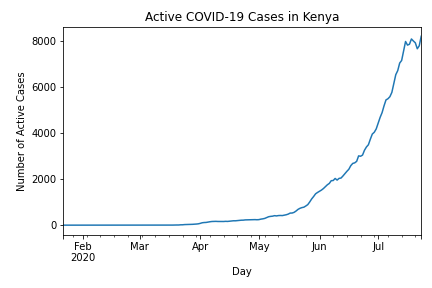 Active COVID-19 Cases in Kenya
Number of Active Cases
8000
6000
4000
2000
0
Feb Mar Apr May Jun Jul
2020
Day